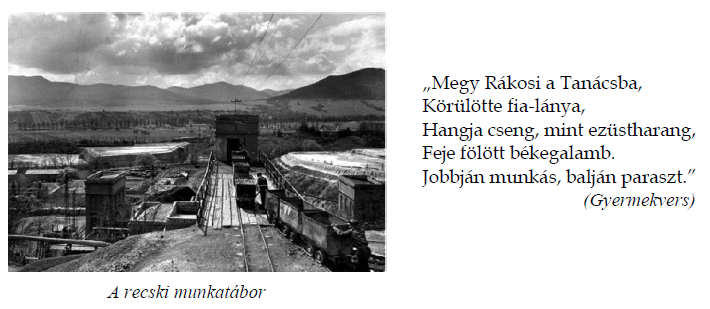 „Megy Rákosi a Tanácsba,
Körülötte fia-lánya,
Hangja cseng, mint ezüstharang,
Feje fölött békegalamb.
Jobbján munkás, balján paraszt.”
(Gyermekvers)
A recski munkatábor